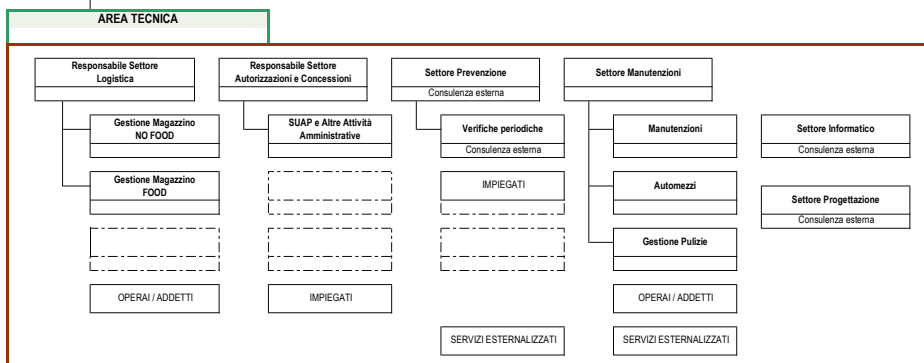 AREA TECNICA
Responsabile Settore
Logistica
Responsabile Settore
Autorizzazioni e Concessioni
Settore Prevenzione
Consulenza esterna
Settore Manutenzioni
Gestione Magazzino
NO FOOD
SUAP e Altre Attività
Amministrative
Verifiche periodiche
Consulenza esterna
Manutenzioni
Settore Informatico
Consulenza esterna
Gestione Magazzino
FOOD
IMPIEGATI
Automezzi
Settore Progettazione
Consulenza esterna
Gestione Pulizie
OPERAI / ADDETTI
IMPIEGATI
OPERAI / ADDETTI
SERVIZI ESTERNALIZZATI
SERVIZI ESTERNALIZZATI